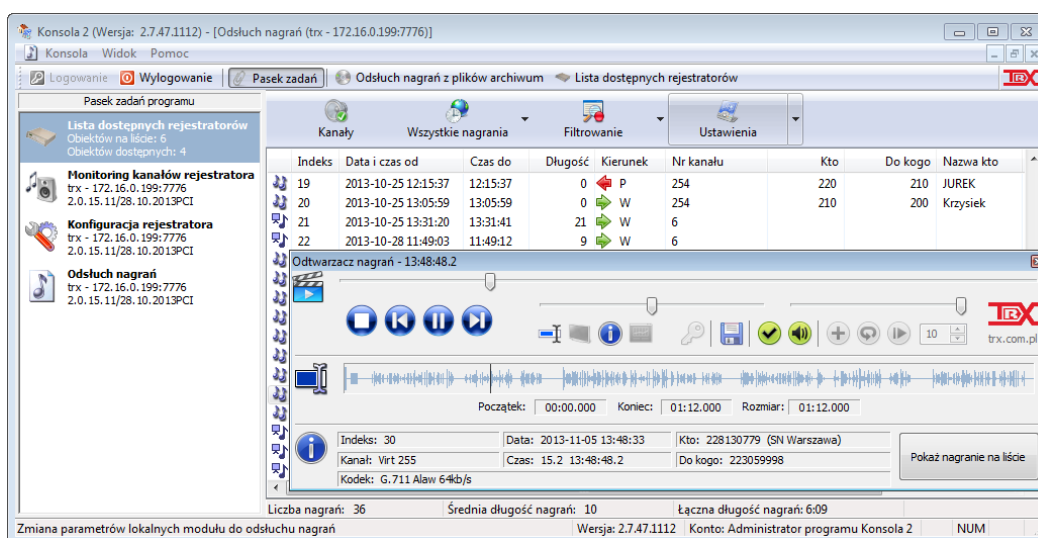 Konsola 2 (Wersja: 2.7.47.1112) - [Odsłuch nagrań (trx - 172.16.0.199:7776)]
Konsola Widok Pomoc
Logowanie Wylogowanie Pasek zadań Odsłuch nagrań z plików archiwum Lista dostępnych rejestratorów TRX
Pasek zadań programu
Lista dostępnych rejestratorów
Obiektów na liście: 6
Obiektów dostępnych: 4
Monitoring kanałów rejestratora
trx - 172.16.0.199:7776
2.0.15.11/28.10.2013PCI
Konfiguracja rejestratora
trx - 172.16.0.199:7776
2.0.15.11/28.10.2013PCI
Odsłuch nagrań
trx - 172.16.0.199:7776
2.0.15.11/28.10.2013PCI
Kanały Wszystkie nagrania Filtrowanie Ustawienia
Indeks Data i czas od Czas do Długość Kierunek Nr kanału Kto Do kogo Nazwa kto
19 2013-10-25 12:15:37 12:15:37 0 P 254 220 210 JUREK
20 2013-10-25 13:05:59 13:05:59 0 W 254 210 200 Krzysiek
21 2013-10-25 13:31:20 13:31:41 21 W 6
22 2013-10-28 11:49:03 11:49:12 9 W 6
Odtwarzacz nagrań - 13:48:48.2
10
TRX
trx.com.pl
Początek: 00:00.000 Koniec: 01:12.000 Rozmiar: 01:12.000
Indeks: 30 Data: 2013-11-05 13:48:33 Kto: 228130779 (SN Warszawa)
Kanał: Virt 255 Czas: 15.2 13:48:48.2 Do kogo: 223059998
Kodek: G.711 Alaw 64kb/s
Pokaż nagranie na liście
Liczba nagrań: 36 Średnia długość nagrań: 10 Łączna długość nagrań: 6:09
Zmiana parametrów lokalnych modułu do odsłuchu nagrań Wersja: 2.7.47.1112 Konto: Administrator programu Konsola 2 NUM